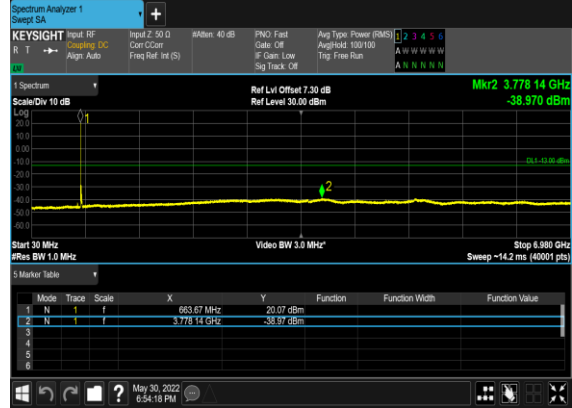 Spectrum Analyzer 1
Swept SA
+
KEYSIGHT Input: RF Input Z: 50 Ω #Atten: 40 dB PNO: Fast Avg Type: Power (RMS) 1 2 3 4 5 6
R T Coupling: DC Corr CCorr Gate: Off Avg|Hold: 100/100 A W W W W W
Align: Auto Freq Ref: Int (S) IF Gain: Low Trig: Free Run
Sig Track: Off A N N N N N
1 Spectrum Ref Lvl Offset 7.30 dB Mkr2 3.778 14 GHz
Scale/Div 10 dB Ref Level 30.00 dBm -38.970 dBm
Log
20.0
10.0
0.00
-10.0
-20.0
-30.0
-40.0
-50.0
-60.0
1
DL1 -13.00 dBm
2
Start 30 MHz Video BW 3.0 MHz* Stop 6.980 GHz
#Res BW 1.0 MHz Sweep ~14.2 ms (40001 pts)
5 Marker Table
Mode Trace Scale X Y Function Function Width Function Value
1 N 1 f 663.67 MHz 20.07 dBm
2 N 1 f 3.778 14 GHz -38.97 dBm
3
4
5
6
? May 30, 2022
6:54:18 PM